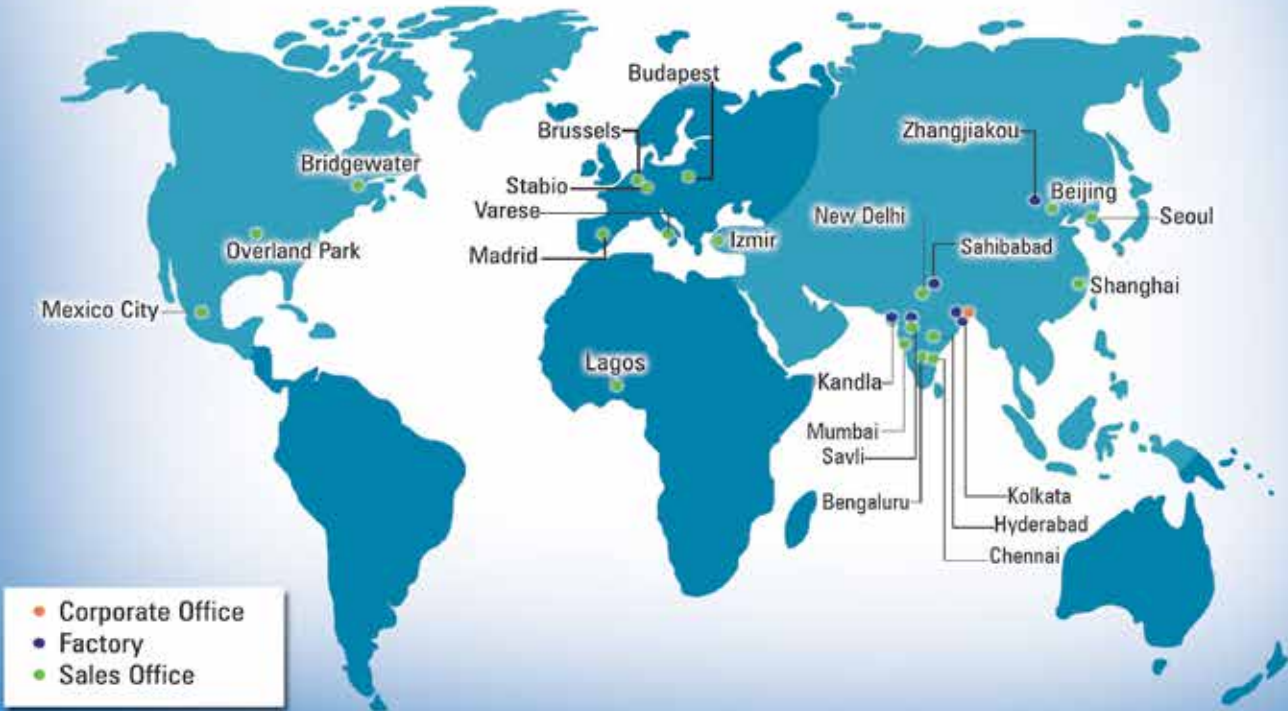 Budapest
Brussels
Zhangjiakou
Bridgewater
Stabio
Beijing
Varese
New Delhi
Seoul
Overland Park
Madrid
Izmir
Sahibabad
Shanghai
Mexico City
Lagos
Kandla
Mumbai
Savli
Bengaluru
Kolkata
Hyderabad
Chennai
Corporate Office
Factory
Sales Office